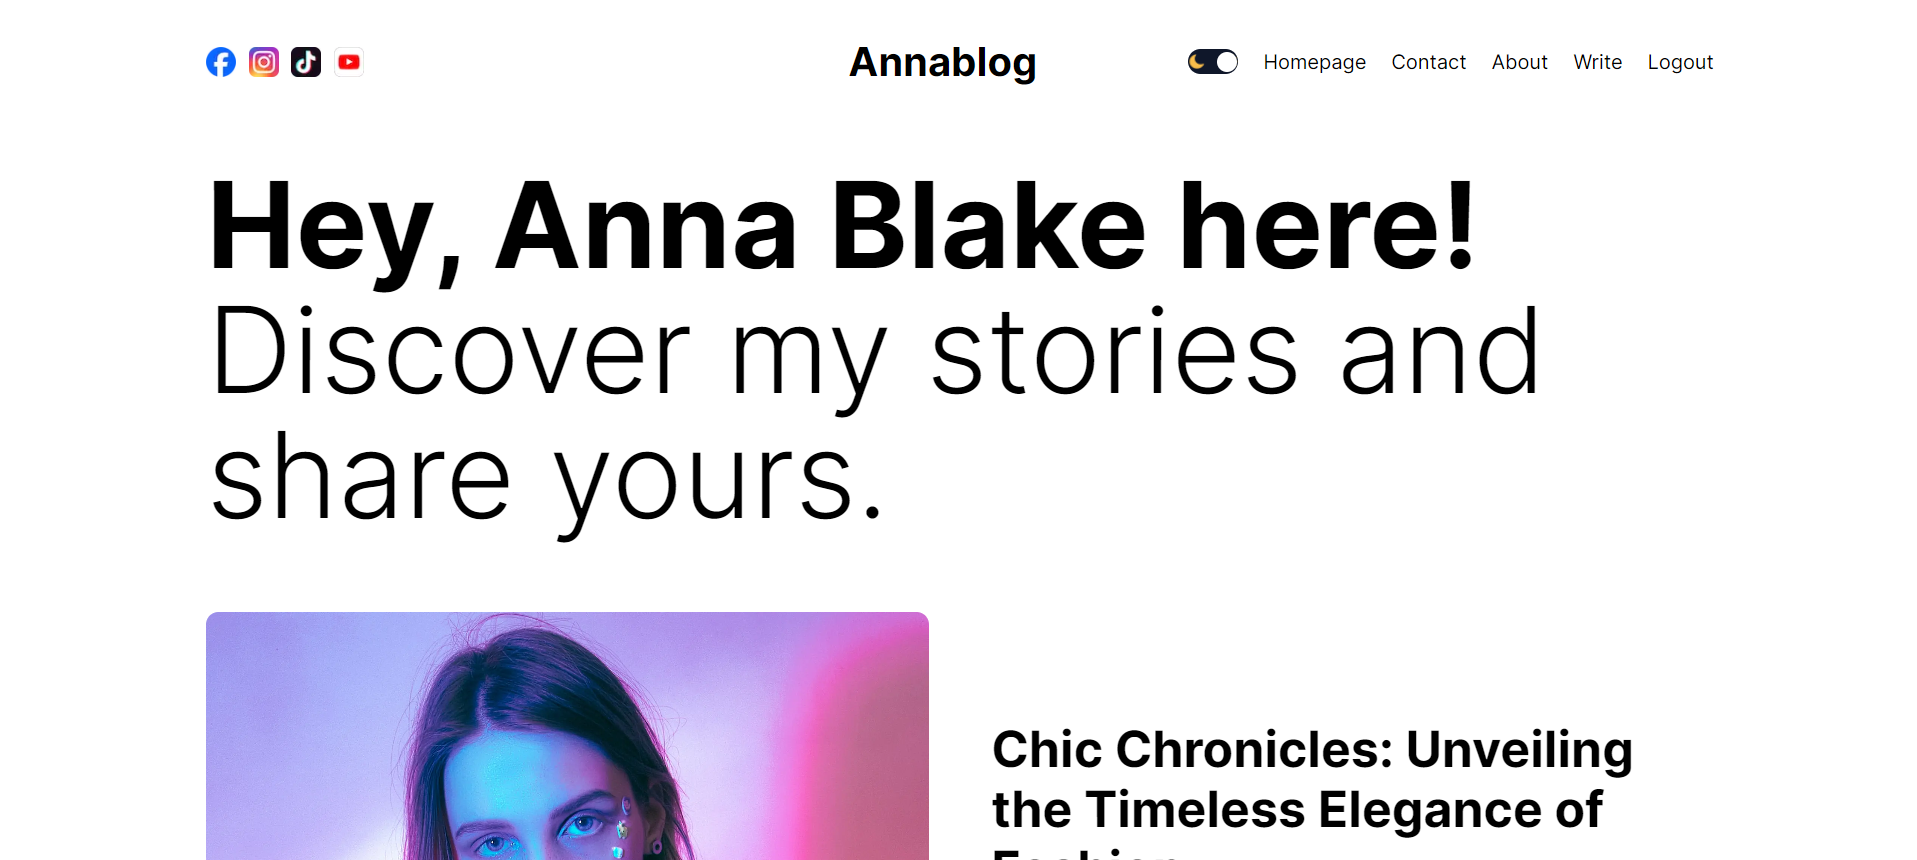 Annablog
Homepage Contact About Write Logout
Hey, Anna Blake here!
Discover my stories and
share yours.
Chic Chronicles: Unveiling
the Timeless Elegance of